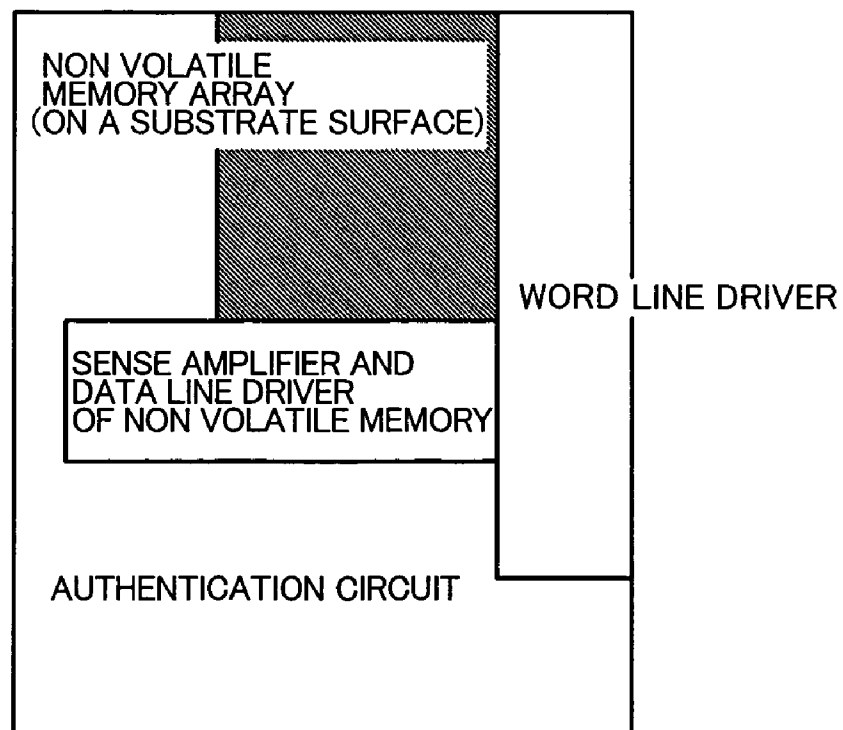 NON VOLATILE
MEMORY ARRAY
(ON A SUBSTRATE SURFACE)
WORD LINE DRIVER
SENSE AMPLIFIER AND
DATA LINE DRIVER
OF NON VOLATILE MEMORY
AUTHENTICATION CIRCUIT